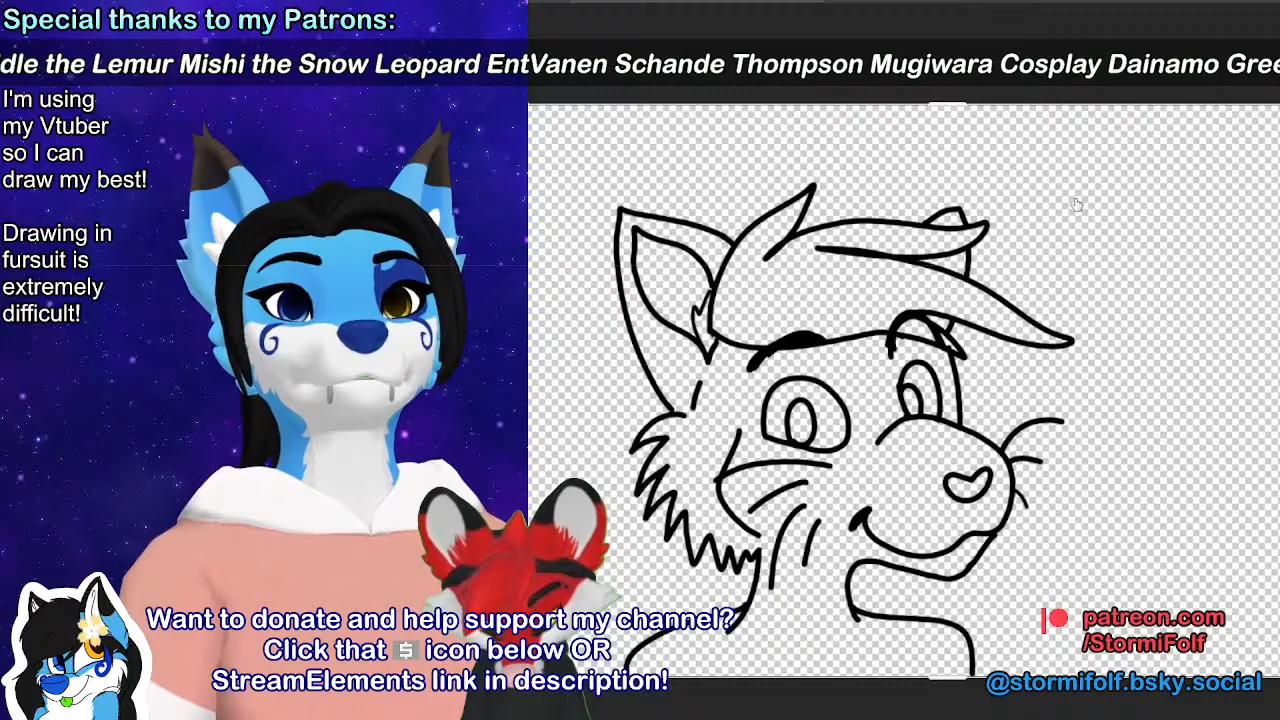 Special thanks to my Patrons:
dle the Lemur Mishi the Snow Leopard EntVanen Schande Thompson Mugiwara Cosplay Dainamo Gree
I'm using
my Vtuber
so I can
draw my best!
Drawing in
fursuit is
extremely
difficult!
Want to donate and help support my channel?
Click that $ icon below OR
StreamElements link in description!
patreon.com
/StormiFolf
@stormifolf.bsky.social